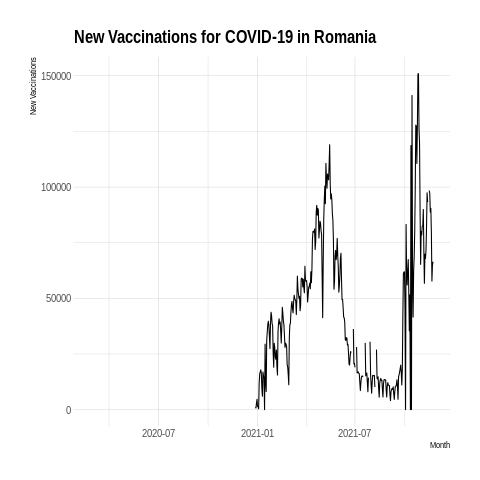 New Vaccinations for COVID-19 in Romania
New Vaccinations
150000
100000
50000
0
2020-07
2021-01
2021-07
Month